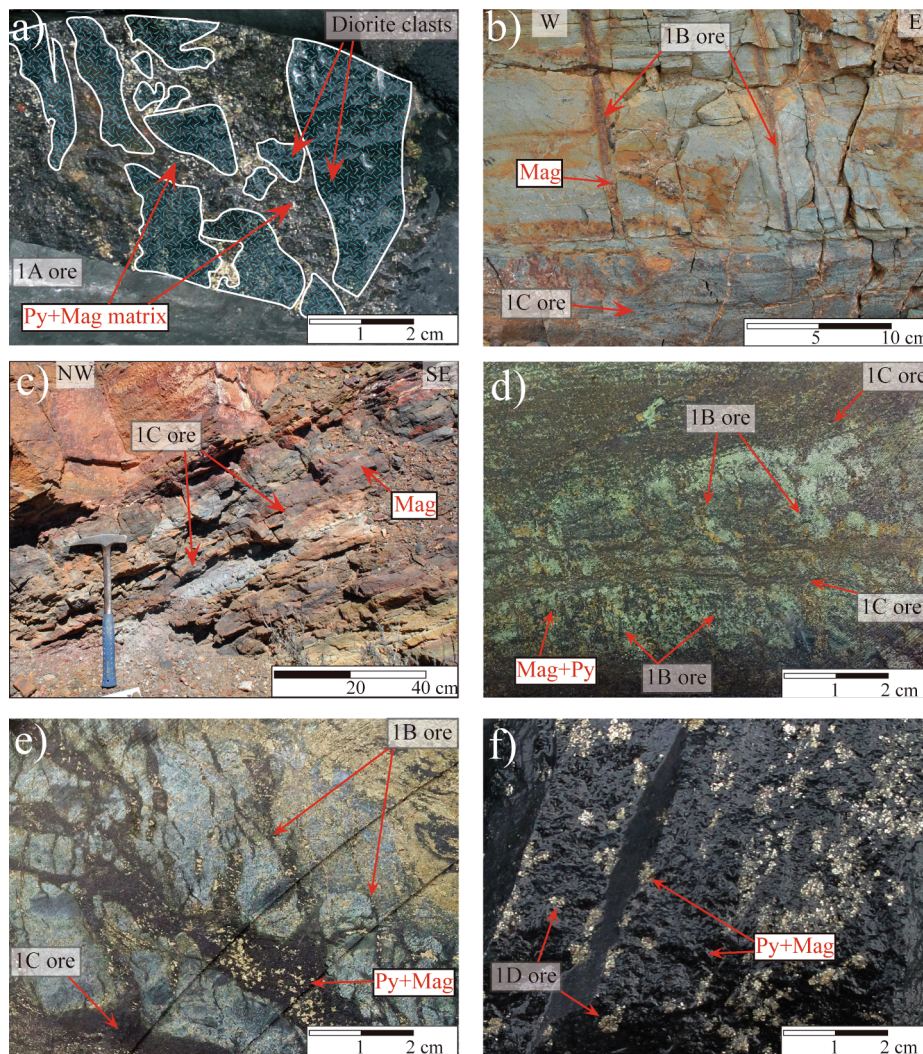 a)
Diorite clasts
1A ore
Py+Mag matrix
1 2 cm
b)
W
1B ore
E
Mag
1C ore
5 10 cm
c)
NW
SE
1C ore
Mag
20 40 cm
d)
1C ore
1B ore
1C ore
Mag+Py
1B ore
1 2 cm
e)
1B ore
1C ore
Py+Mag
1 2 cm
f)
Py+Mag
1D ore
1 2 cm